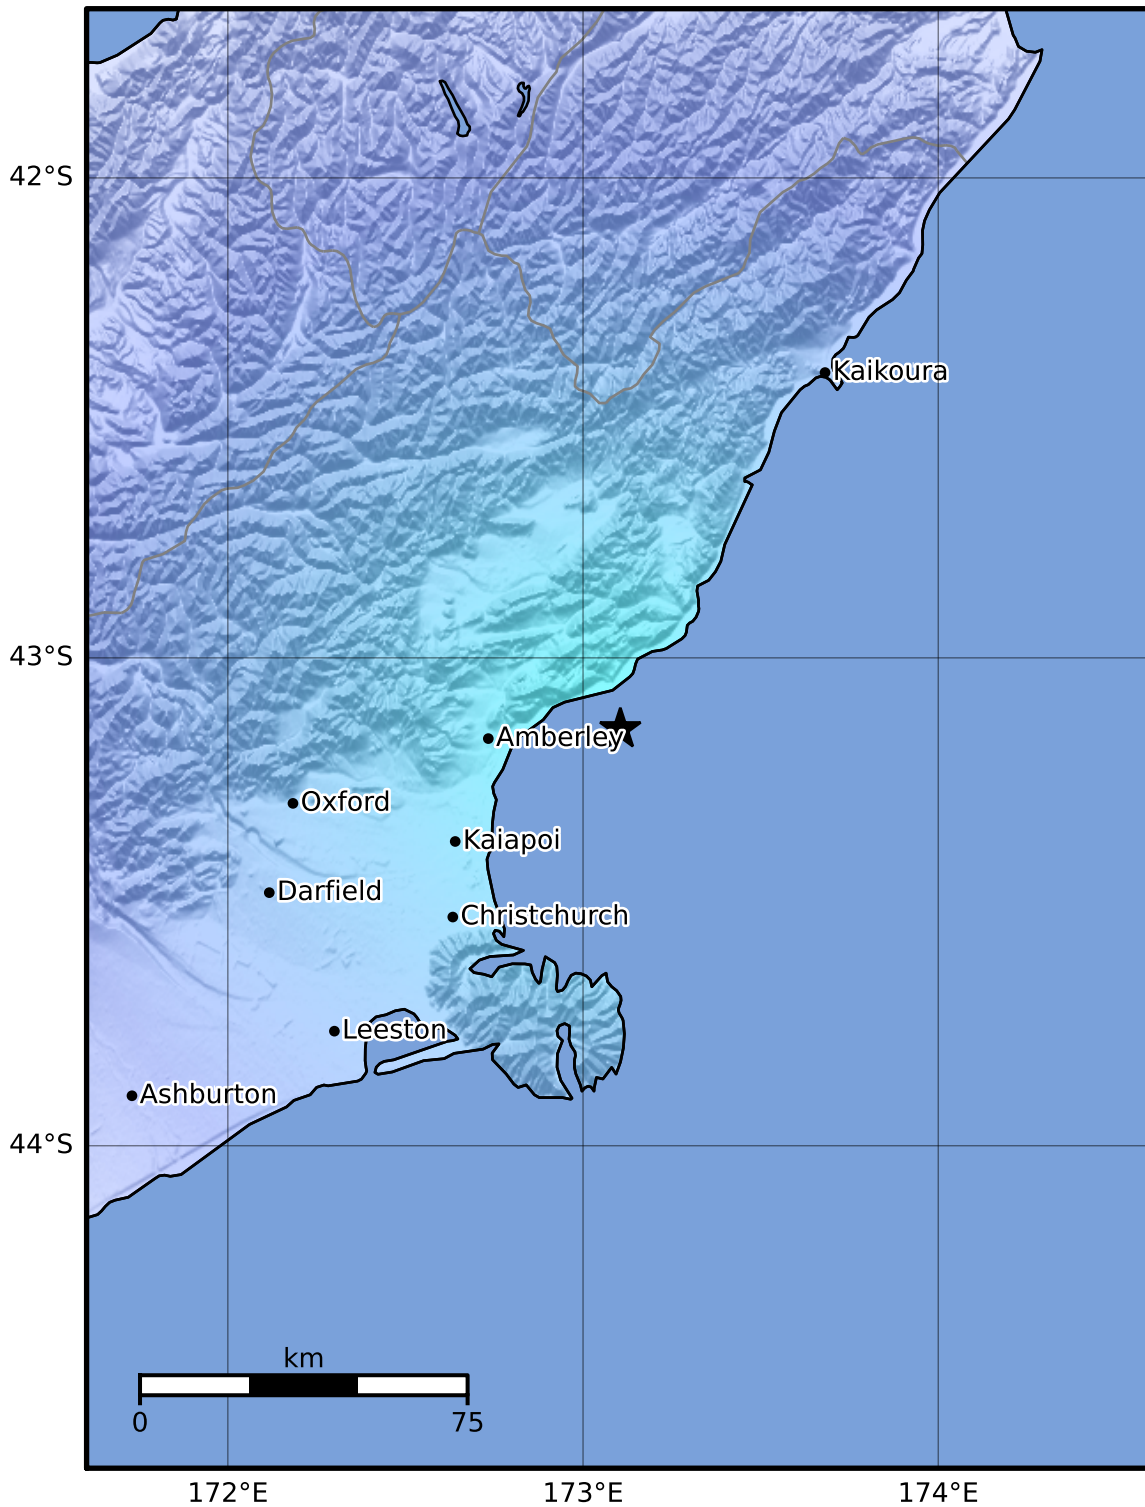 42°S
Kaikoura
43°S
Amberley
Oxford
Kaiapoi
Darfield
Christchurch
Leeston
Ashburton
44°S
km
0 75
172°E 173°E 174°E